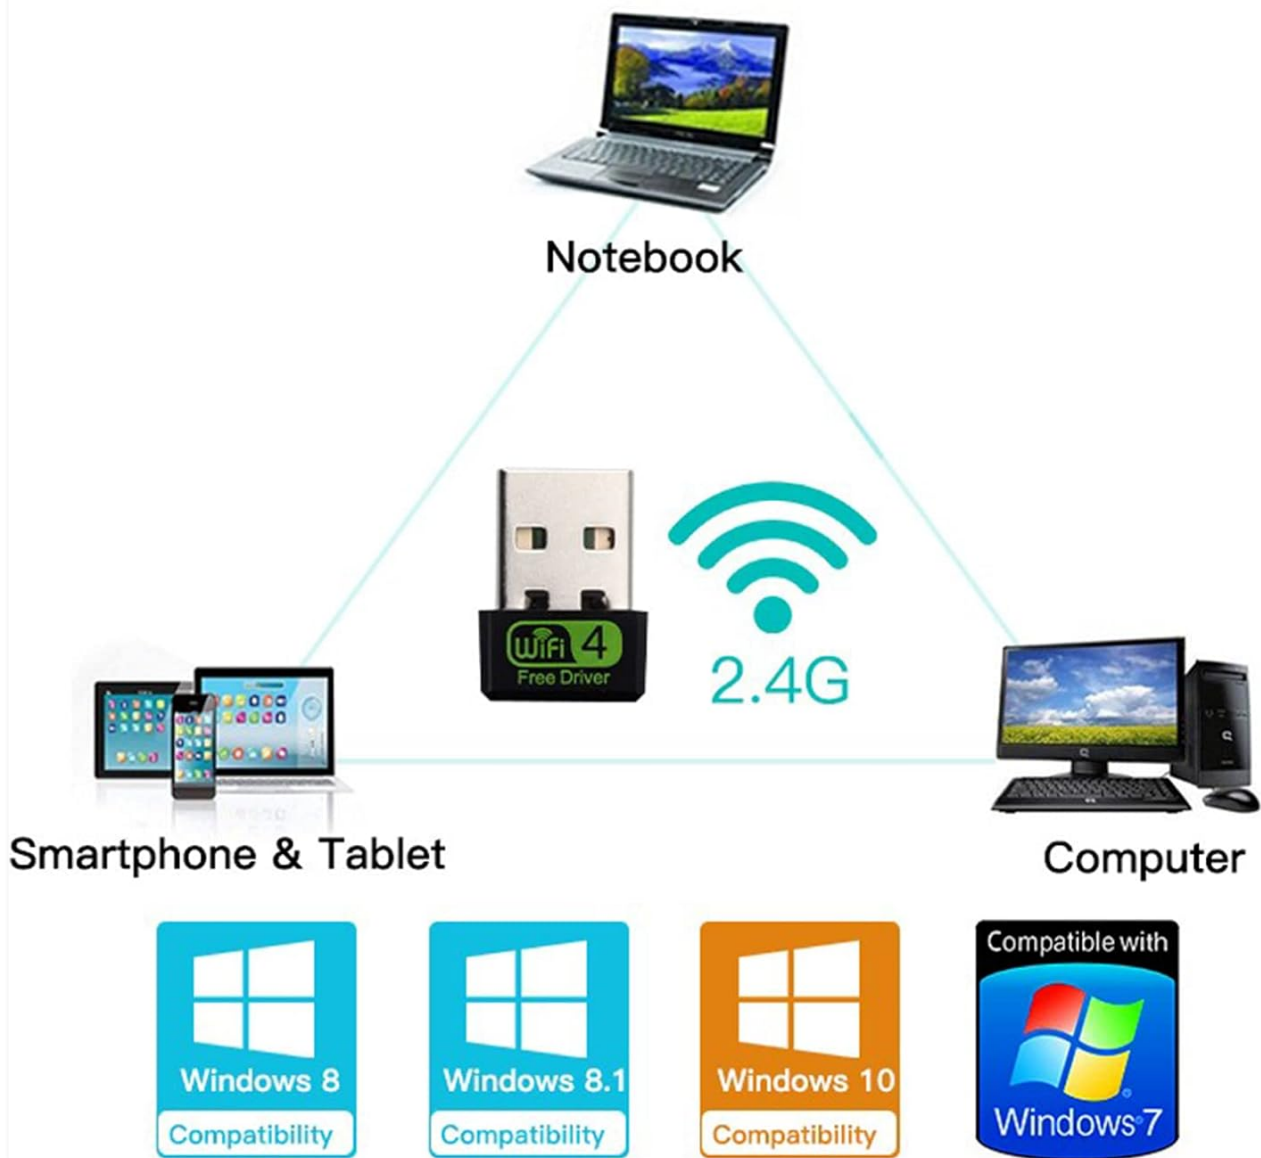 Notebook
WiFi 4
Free Driver
2.4G
Smartphone & Tablet
Computer
Windows 8
Compatibility
Windows 8.1
Compatibility
Windows 10
Compatibility
Compatible with
Windows 7